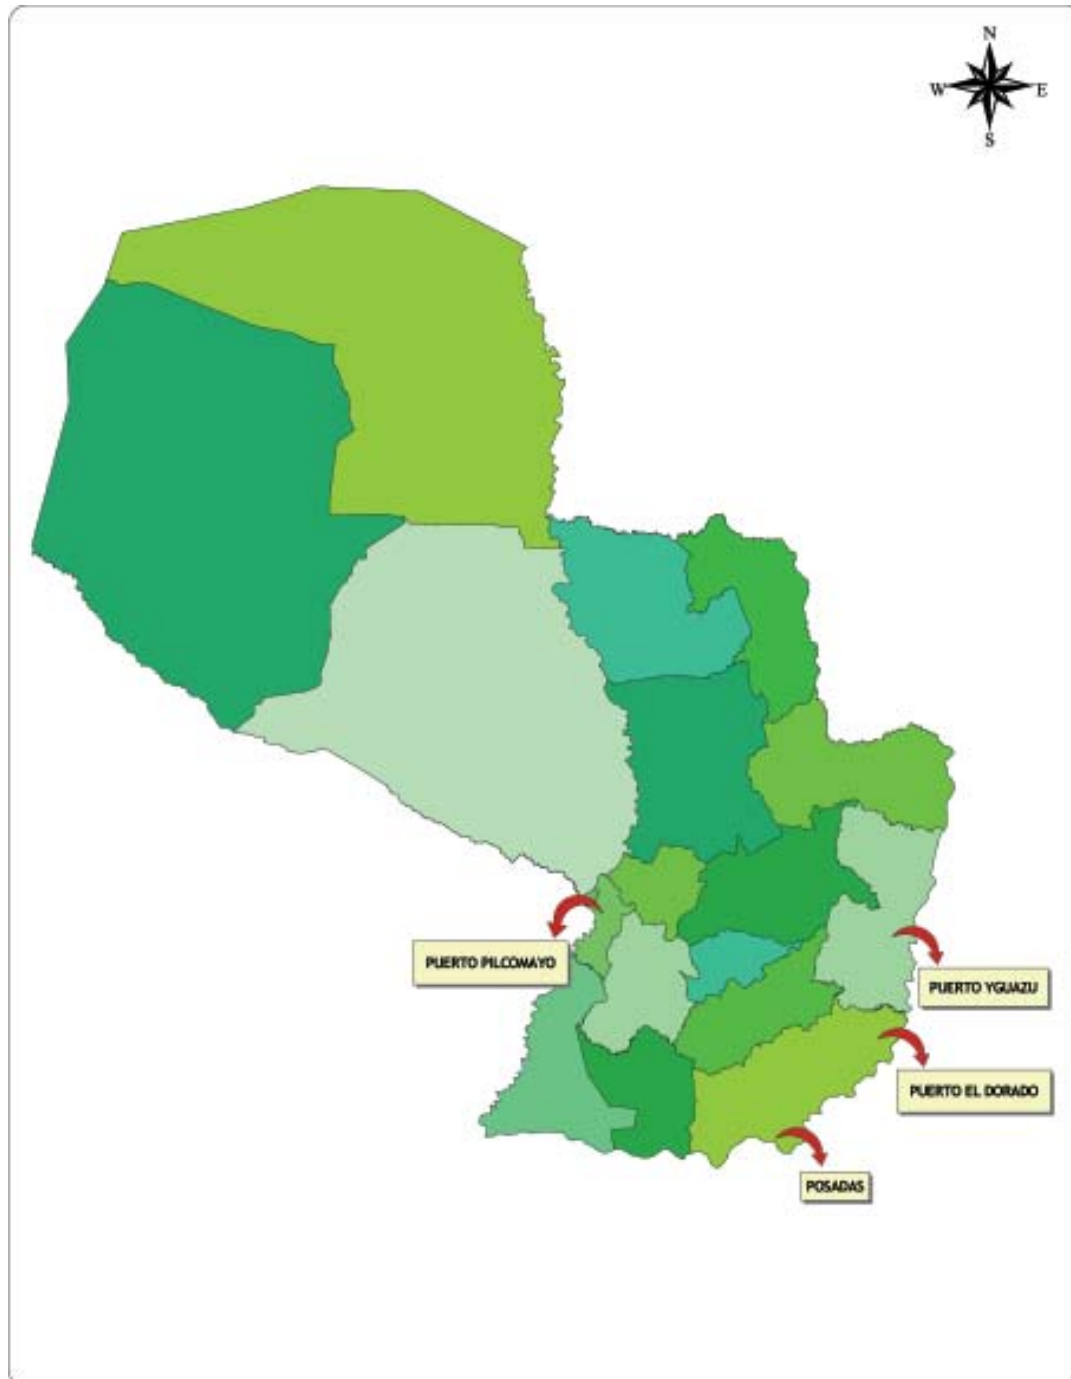 N
W E
S
PUERTO PILCOMAYO
PUERTO YGUAZU
PUERTO EL DORADO
POSADAS